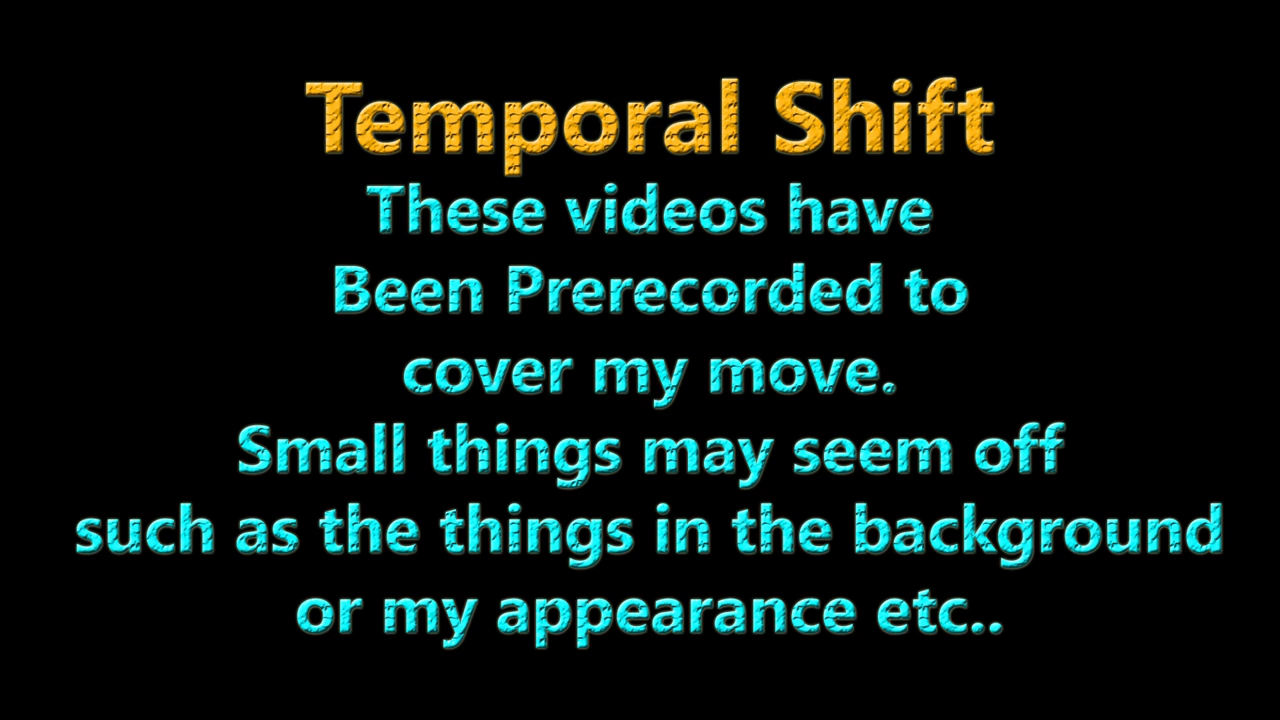 Temporal Shift
These videos have
Been Prerecorded to
cover my move.
Small things may seem off
such as the things in the background
or my appearance etc..